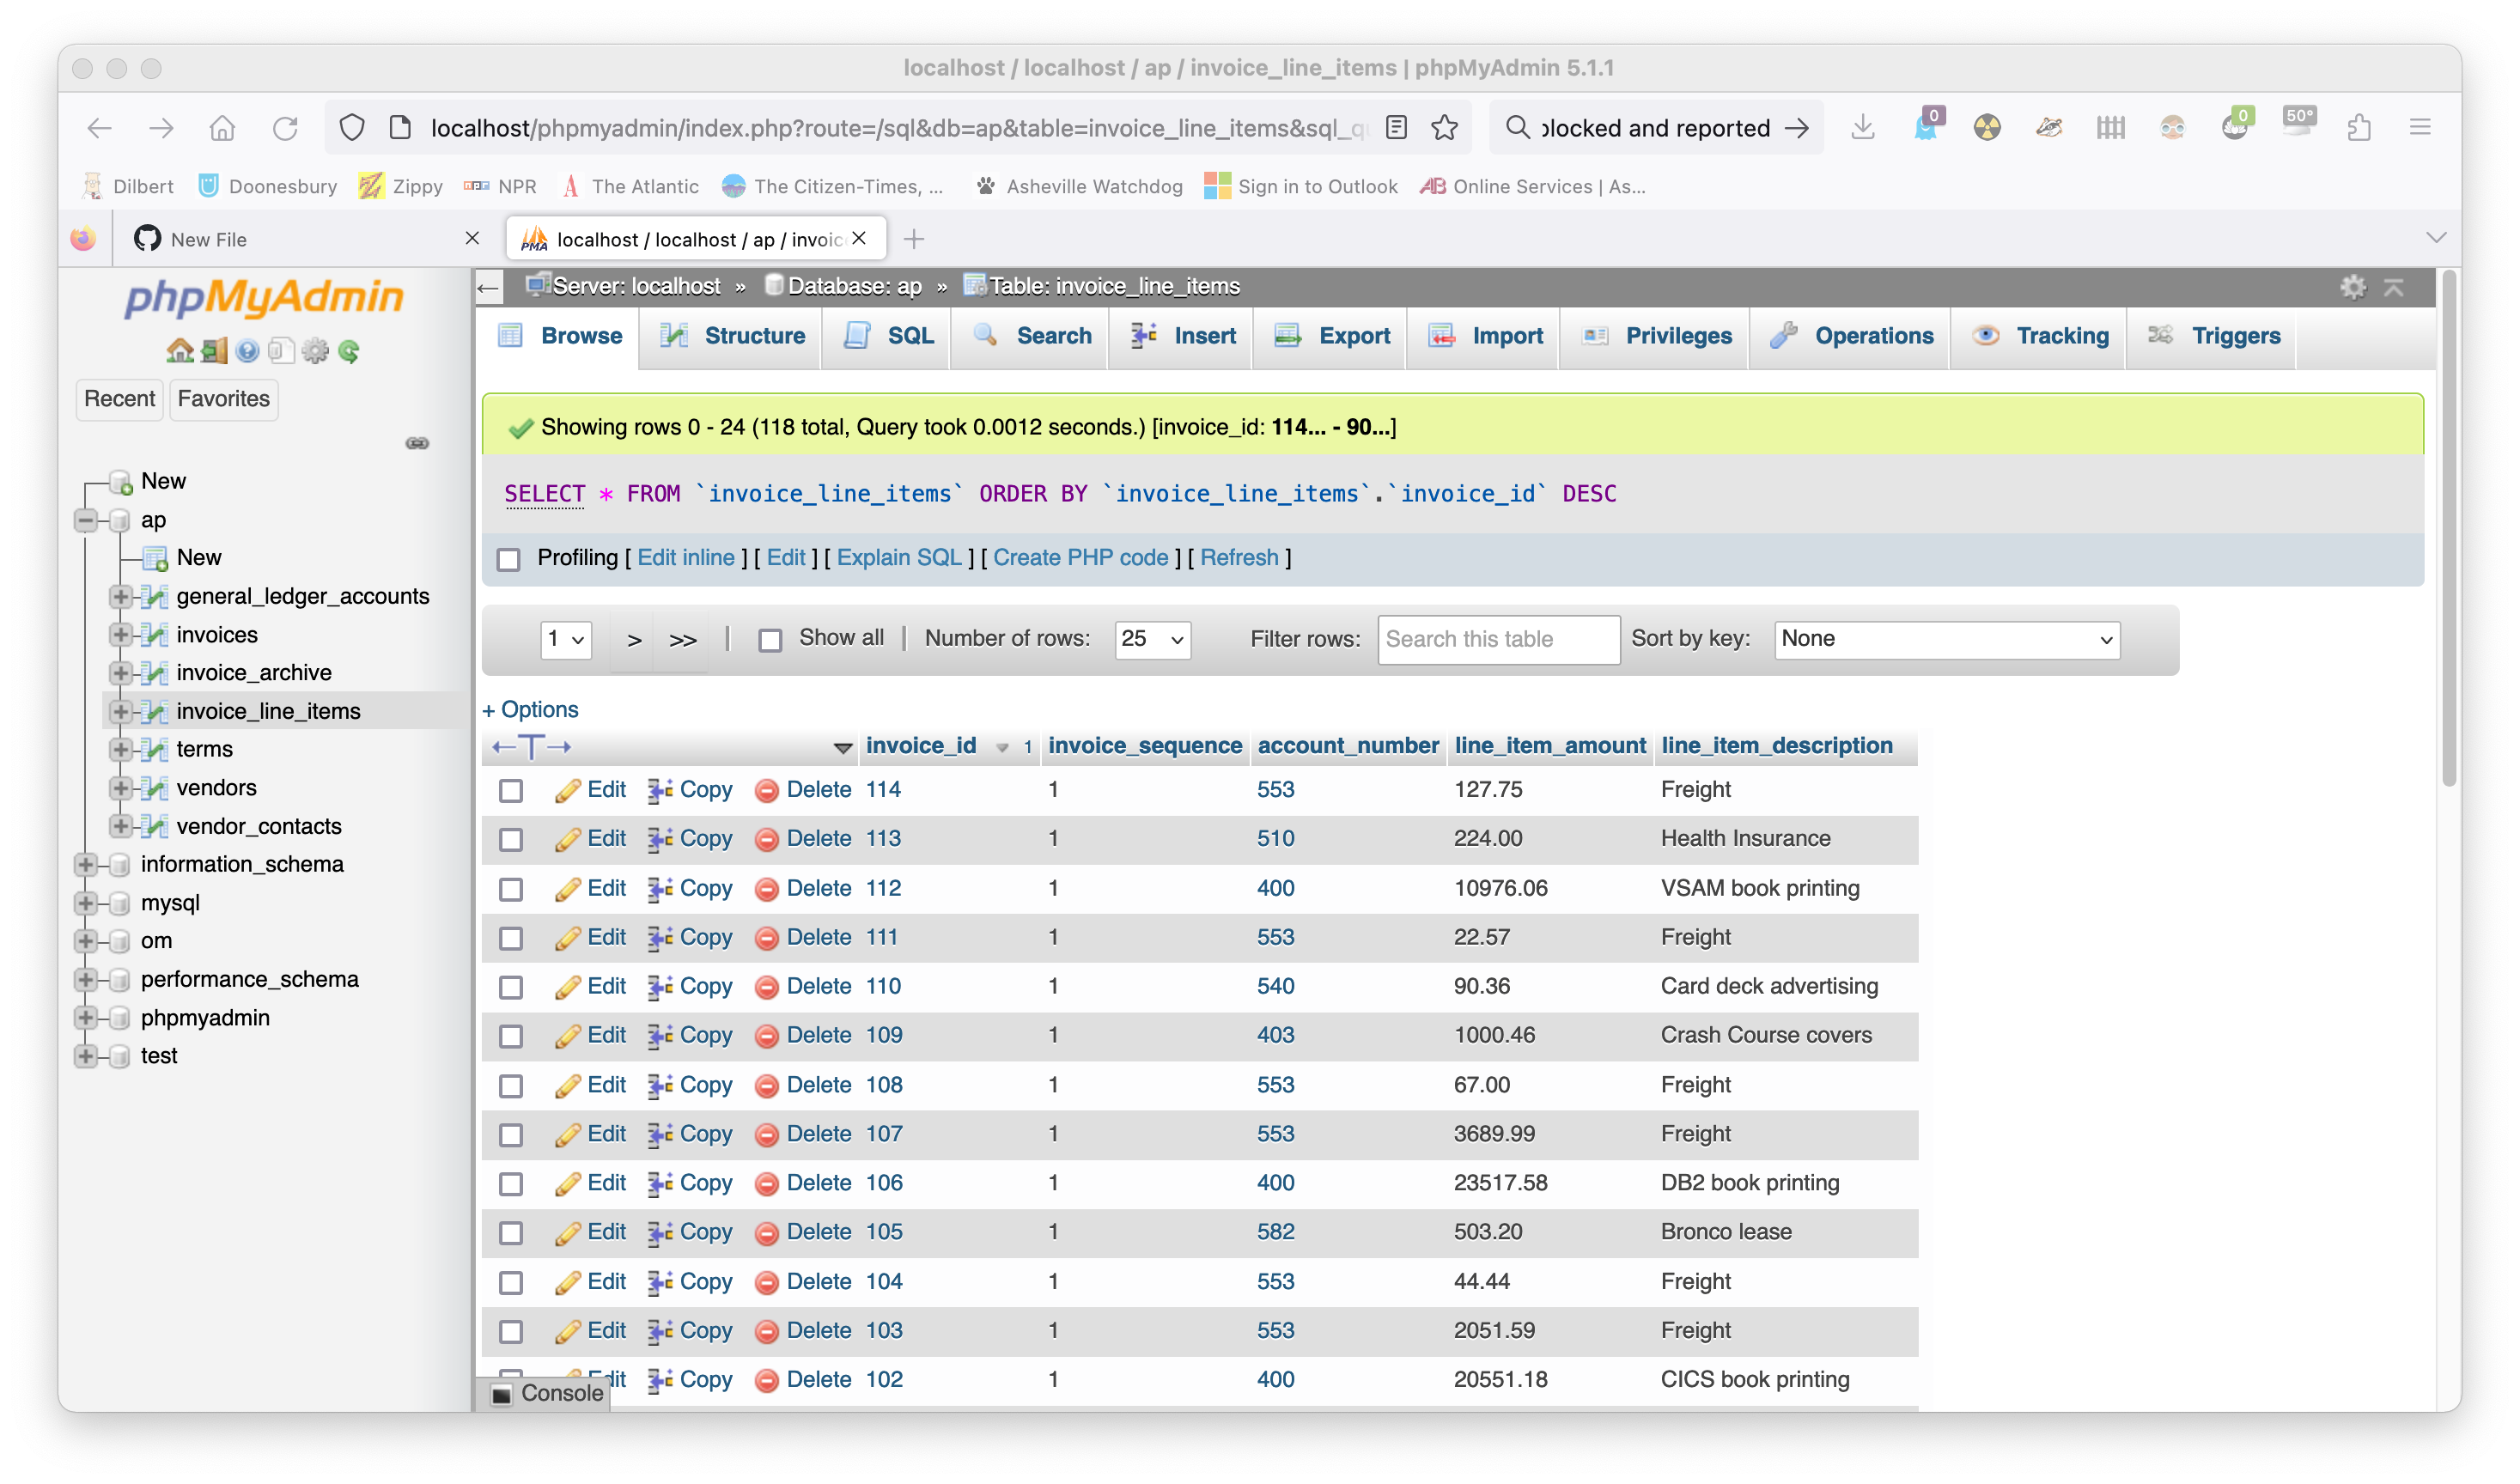 localhost / localhost / ap / invoice_line_items | phpMyAdmin 5.1.1
localhost/phpmyadmin/index.php?route=/sql&db=ap&table=invoice_line_items&sql_qu
blocked and reported
0
0
50°
Dilbert Doonesbury Zippy npr NPR The Atlantic The Citizen-Times, ... Asheville Watchdog Sign in to Outlook AB Online Services | As...
New File
PMA localhost / localhost / ap / invoic
phpMyAdmin
Recent Favorites
New
ap
New
general_ledger_accounts
invoices
invoice_archive
invoice_line_items
terms
vendors
vendor_contacts
information_schema
mysql
om
performance_schema
phpmyadmin
test
Server: localhost » Database: ap » Table: invoice_line_items
Browse Structure SQL Search Insert Export Import Privileges Operations Tracking Triggers
Showing rows 0 - 24 (118 total, Query took 0.0012 seconds.) [invoice_id: 114... - 90...]
SELECT * FROM `invoice_line_items` ORDER BY `invoice_line_items`.`invoice_id` DESC
Profiling [ Edit inline ] [ Edit ] [ Explain SQL ] [ Create PHP code ] [ Refresh ]
1 > >> | Show all | Number of rows: 25 Filter rows: Search this table Sort by key: None
+ Options
←T→ invoice_id 1 invoice_sequence account_number line_item_amount line_item_description
Edit Copy Delete 114 1 553 127.75 Freight
Edit Copy Delete 113 1 510 224.00 Health Insurance
Edit Copy Delete 112 1 400 10976.06 VSAM book printing
Edit Copy Delete 111 1 553 22.57 Freight
Edit Copy Delete 110 1 540 90.36 Card deck advertising
Edit Copy Delete 109 1 403 1000.46 Crash Course covers
Edit Copy Delete 108 1 553 67.00 Freight
Edit Copy Delete 107 1 553 3689.99 Freight
Edit Copy Delete 106 1 400 23517.58 DB2 book printing
Edit Copy Delete 105 1 582 503.20 Bronco lease
Edit Copy Delete 104 1 553 44.44 Freight
Edit Copy Delete 103 1 553 2051.59 Freight
Edit Copy Delete 102 1 400 20551.18 CICS book printing
Console